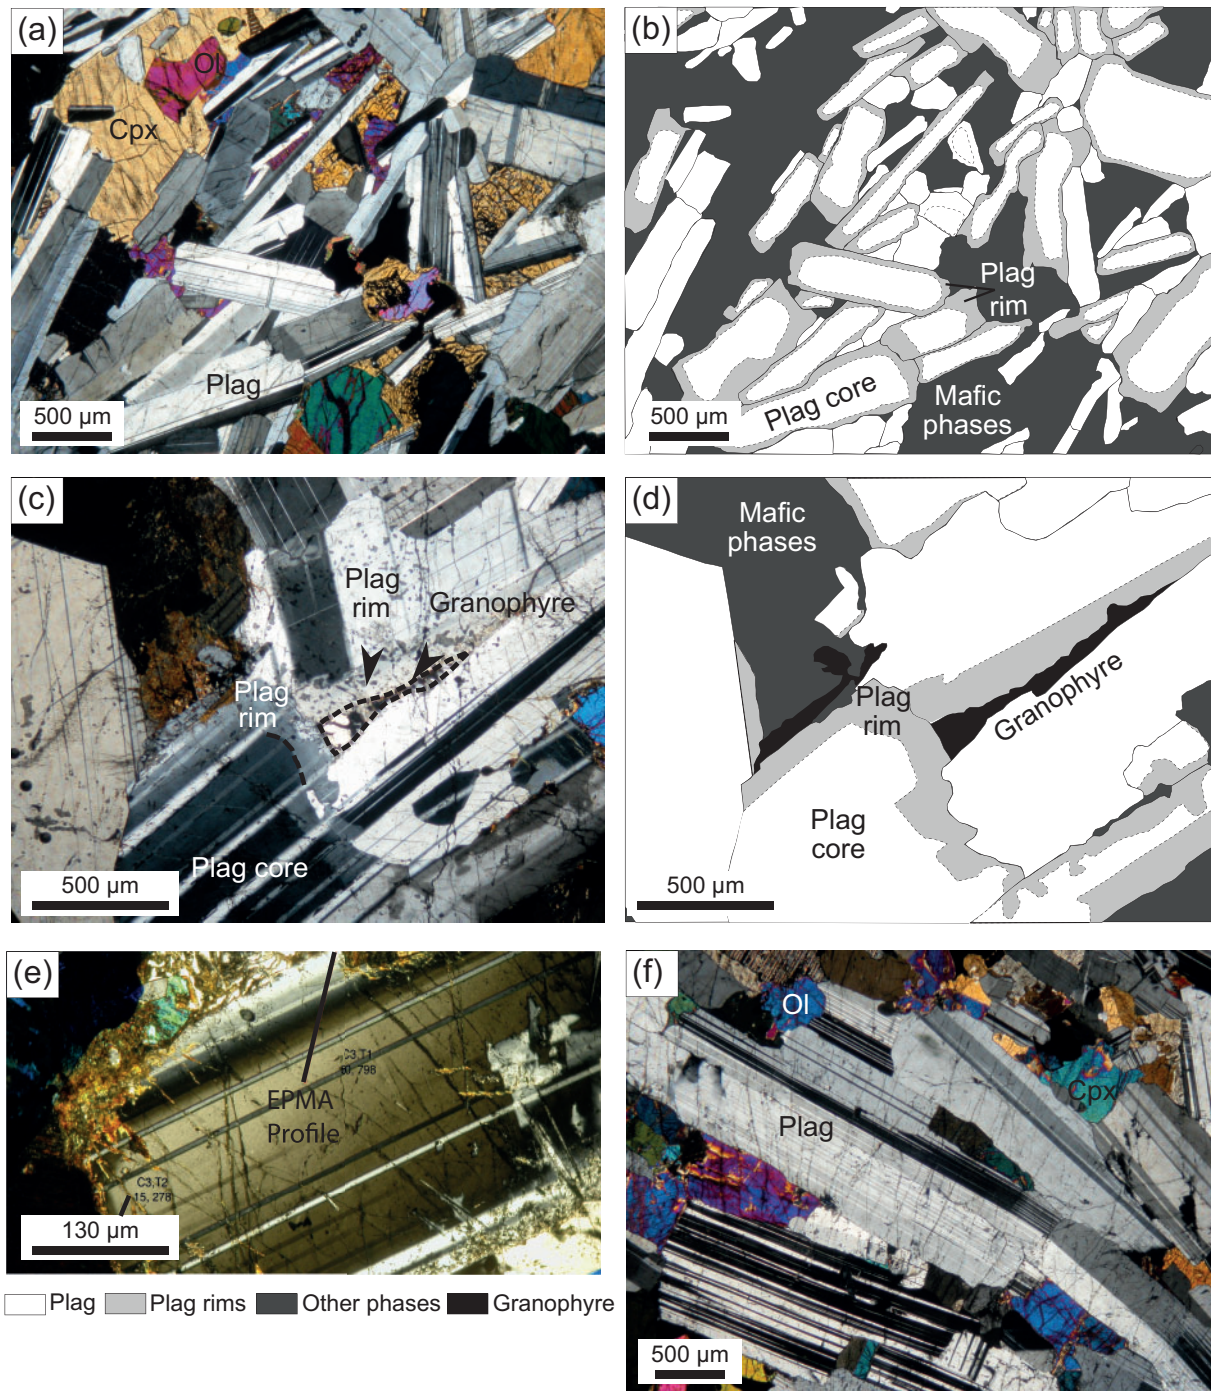 (a)
Ol
Cpx
Plag
500 µm
(b)
Plag
rim
Plag core
Mafic
phases
500 µm
(c)
Plag
rim
Granophyre
Plag
rim
Plag core
500 µm
(d)
Mafic
phases
Plag
rim
Granophyre
Plag
core
500 µm
(e)
C3,T1
EPMA
Profile
C3,T2
15, 278
130 µm
(f)
Ol
Cpx
Plag
500 µm
Plag
Plag rims
Other phases
Granophyre